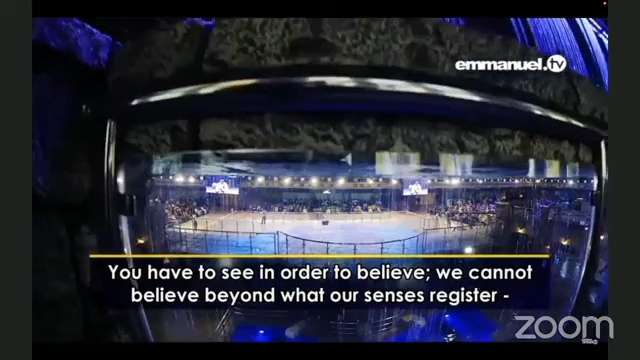 emmanuel.tv
You have to see in order to believe; we cannot
believe beyond what our senses register -
zoom